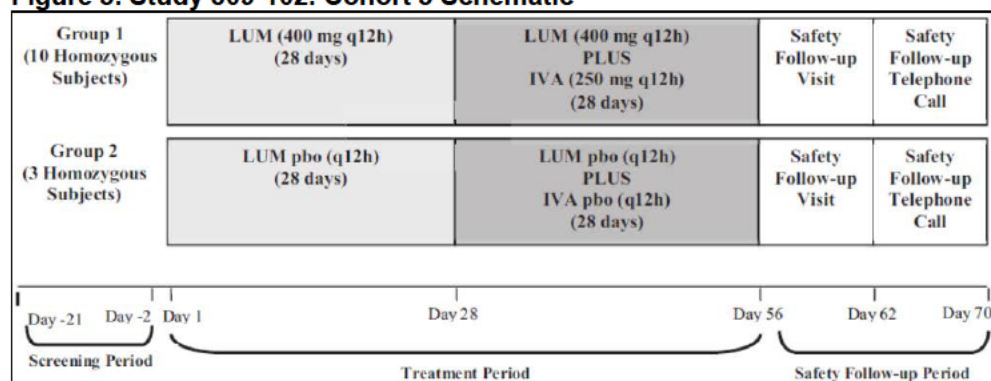 Study 809-102: Cohort Schematic
Group 1
(10 Homozygous
Subjects)
LUM (400 mg q12h)
(28 days)
LUM (400 mg q12h)
PLUS
IVA (250 mg q12h)
(28 days)
Safety
Follow-up
Visit
Safety
Follow-up
Telephone
Call
Group 2
(3 Homozygous
Subjects)
LUM pbo (q12h)
(28 days)
LUM pbo (q12h)
PLUS
IVA pbo (q12h)
(28 days)
Safety
Follow-up
Visit
Safety
Follow-up
Telephone
Call
Day -21 Day -2 Day 1 Day 28 Day 56 Day 62 Day 70
Screening Period
Treatment Period
Safety Follow-up Period